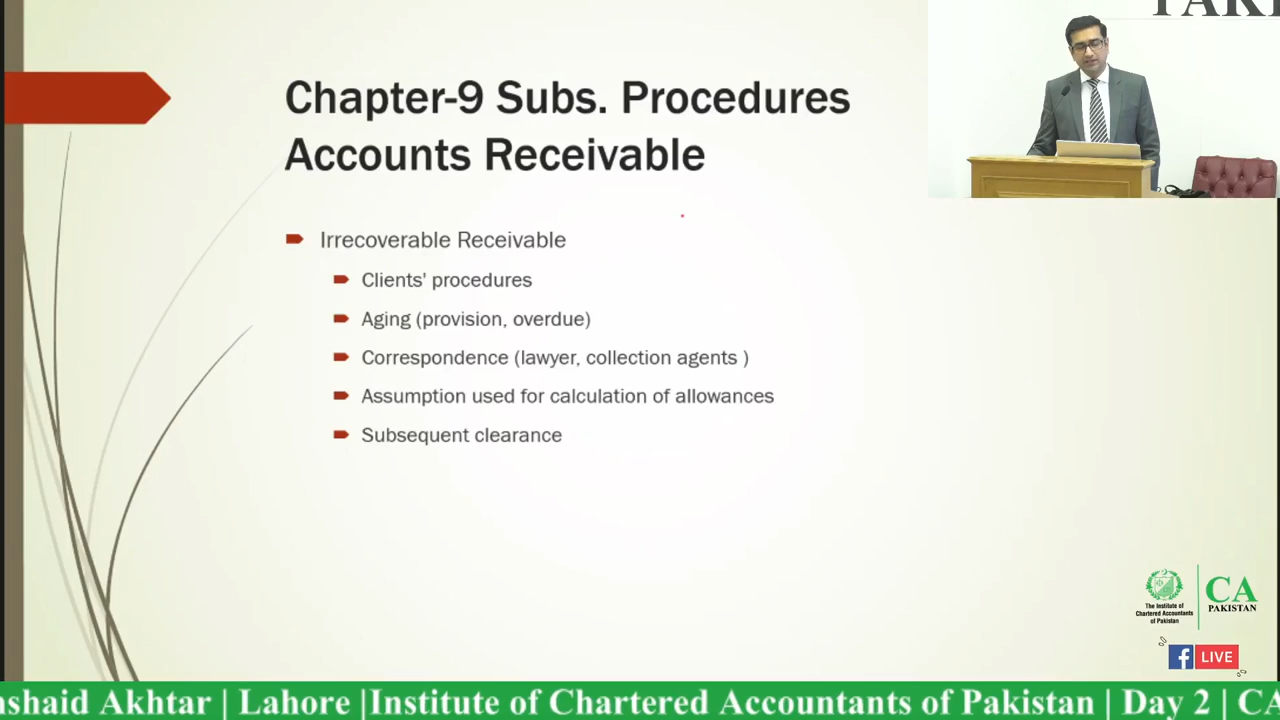 Chapter-9 Subs. Procedures
Accounts Receivable
Irrecoverable Receivable
Clients' procedures
Aging (provision, overdue)
Correspondence (lawyer, collection agents )
Assumption used for calculation of allowances
Subsequent clearance
The Institute of
Chartered Accountants
of Pakistan
CA
PAKISTAN
LIVE
Akhtar | Lahore |Institute of Chartered Accountants of Pakistan | Day 2 | CA